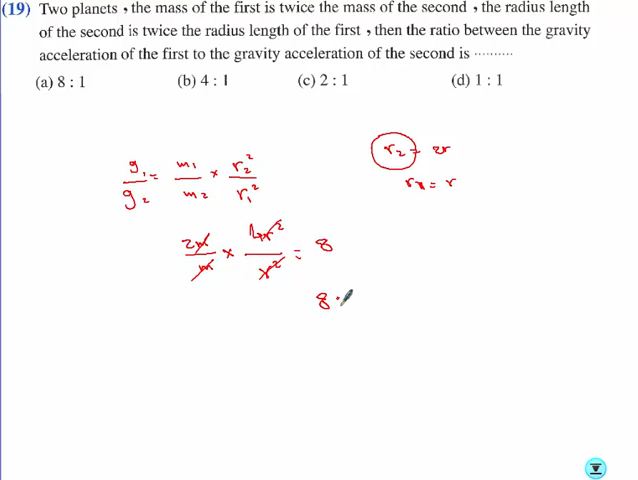 (19) Two planets , the mass of the first is twice the mass of the second , the radius length
of the second is twice the radius length of the first , then the ratio between the gravity
acceleration of the first to the gravity acceleration of the second is ··········
(a) 8 : 1 (b) 4 : 1 (c) 2 : 1 (d) 1 : 1
g₁/g₂ = m₁/m₂ × r₂²/r₁²
r₂ = 2r
r₁ = r
2m/m × 4r²/r² = 8
8 :